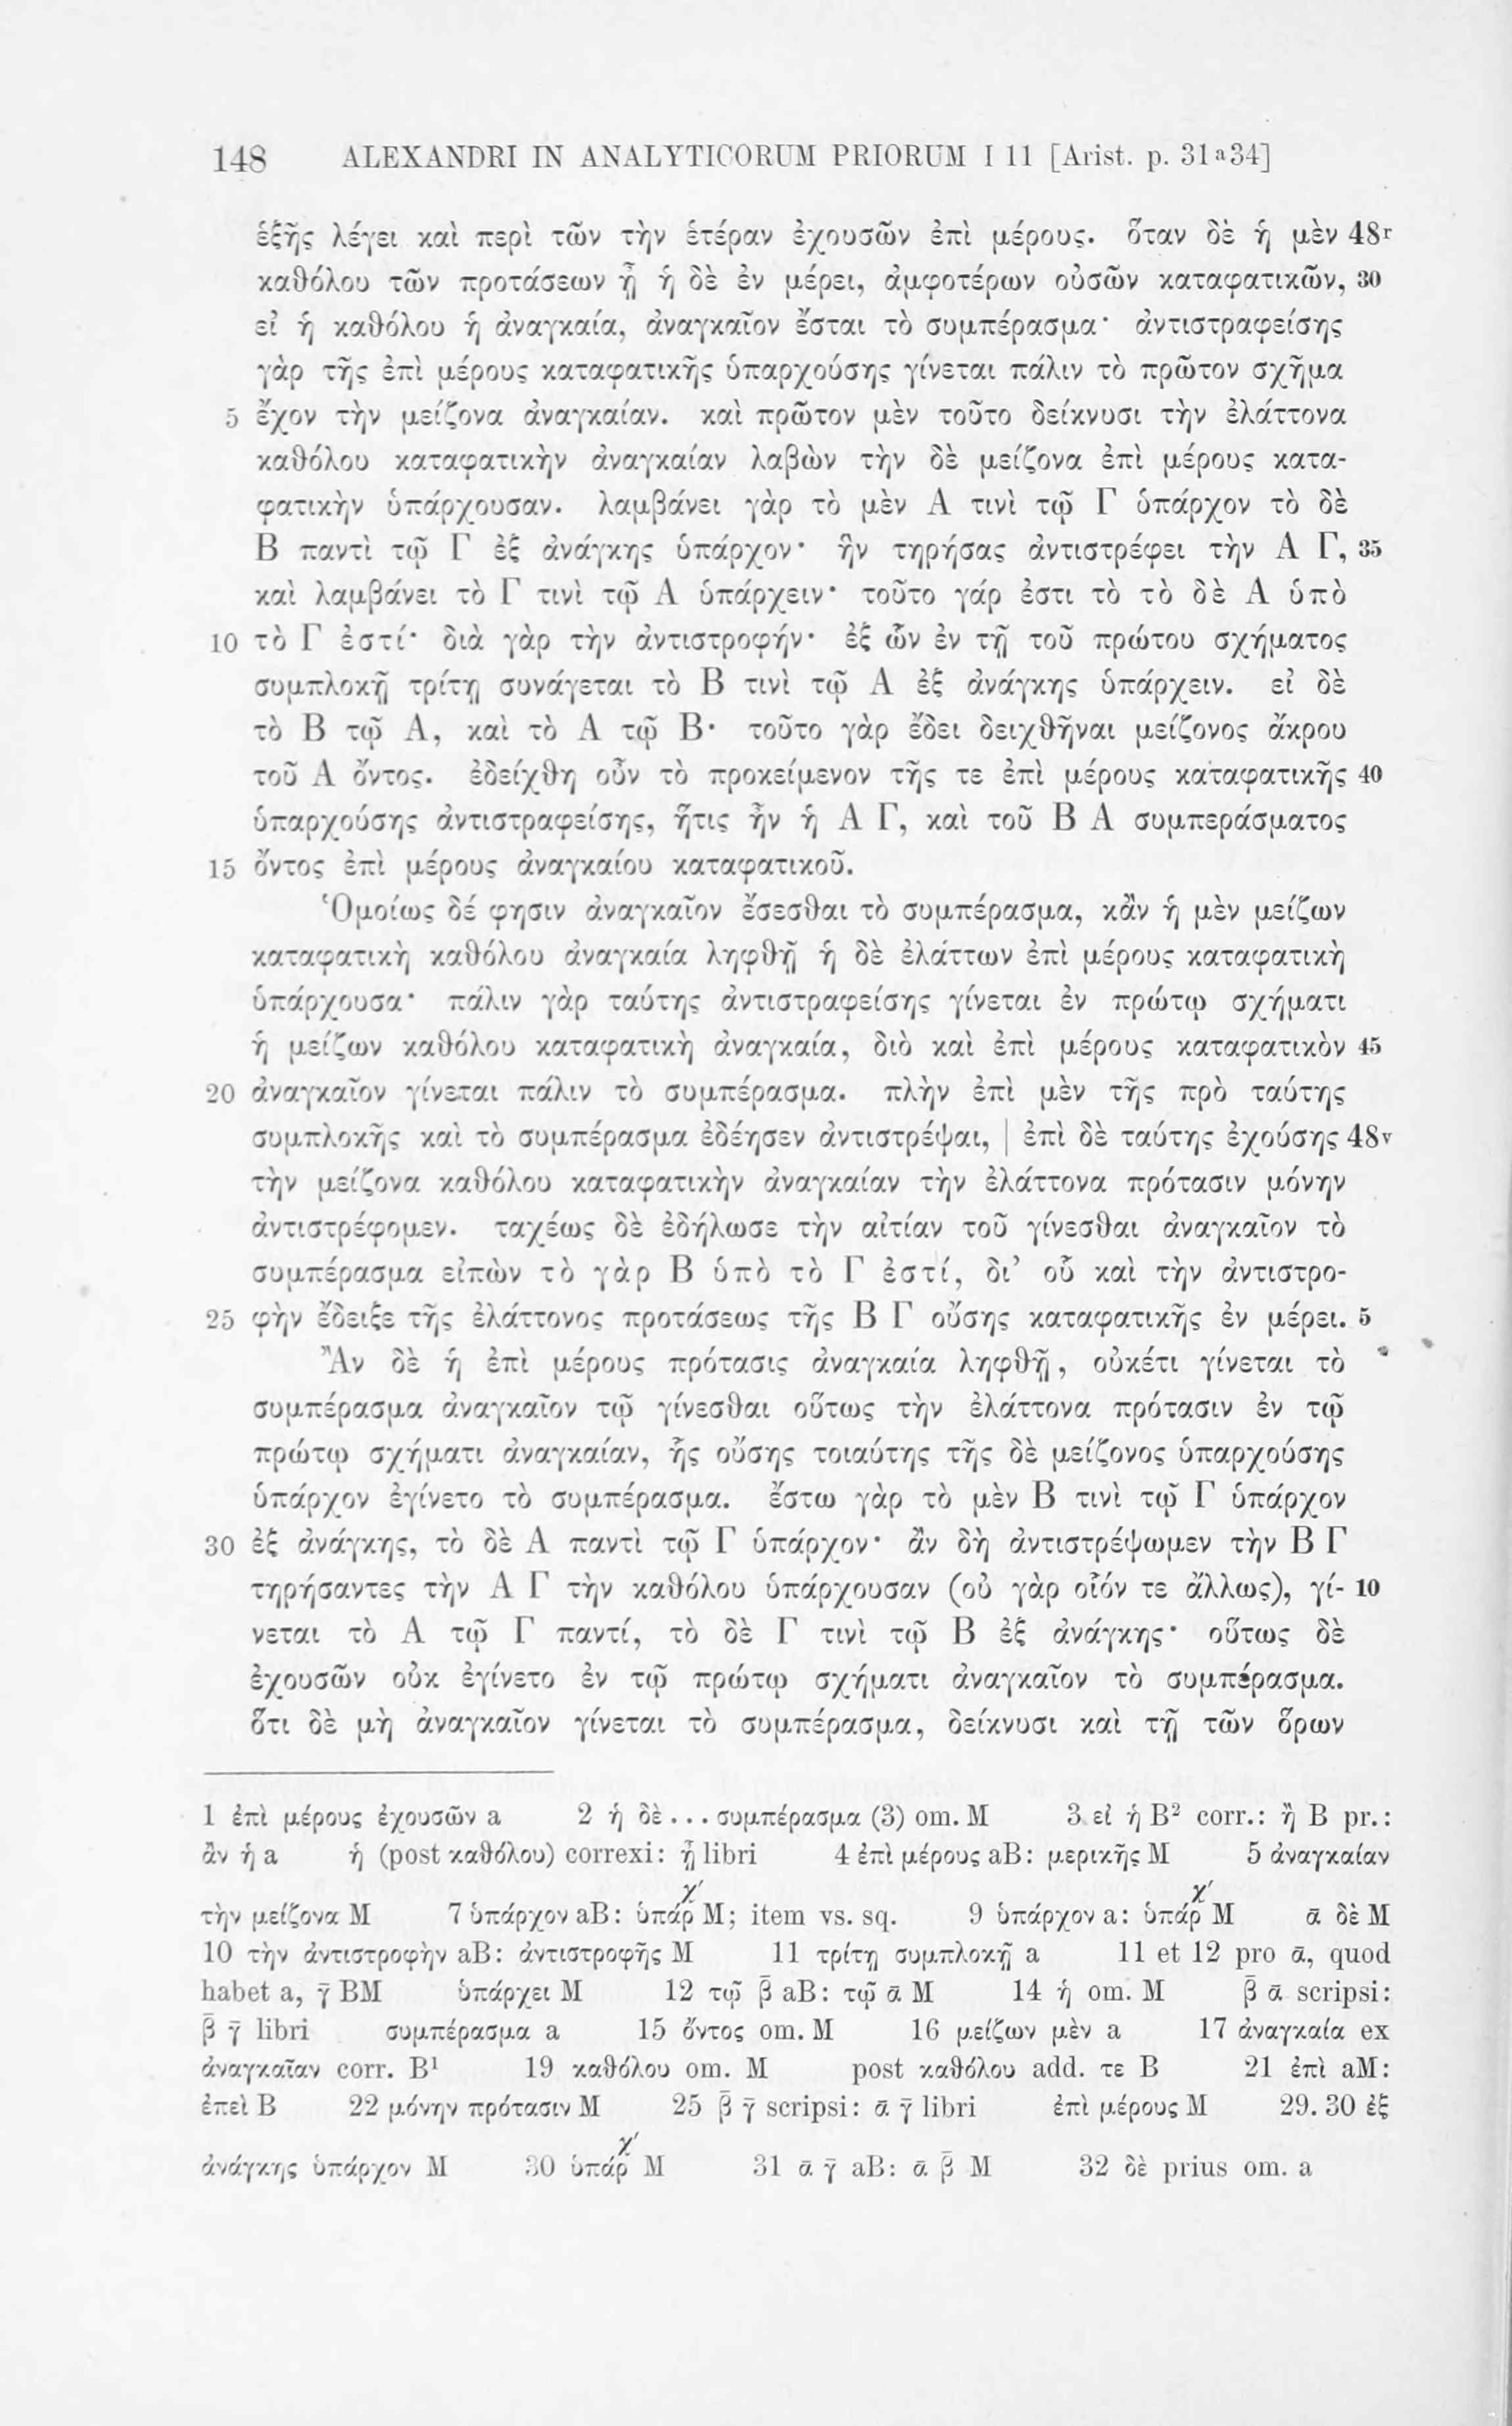 148 ALEXANDRI IN ANALYTICORUM PRIORUM I 11 [Arist. p. 31a34]
ἑξῆς λέγει καὶ περὶ τῶν τὴν ἑτέραν ἐχουσῶν ἐπὶ μέρους. ὅταν δὲ ἡ μὲν 48r
καθόλου τῶν προτάσεων ᾖ ἡ δὲ ἐν μέρει, ἀμφοτέρων οὐσῶν καταφατικῶν, 30
εἰ ἡ καθόλου ἡ ἀναγκαία, ἀναγκαῖον ἔσται τὸ συμπέρασμα· ἀντιστραφείσης
γὰρ τῆς ἐπὶ μέρους καταφατικῆς ὑπαρχούσης γίνεται πάλιν τὸ πρῶτον σχῆμα
5 ἔχον τὴν μείζονα ἀναγκαίαν. καὶ πρῶτον μὲν τοῦτο δείκνυσι τὴν ἐλάττονα
καθόλου καταφατικὴν ἀναγκαίαν λαβὼν τὴν δὲ μείζονα ἐπὶ μέρους κατα-
φατικὴν ὑπάρχουσαν. λαμβάνει γὰρ τὸ μὲν Α τινὶ τῷ Γ ὑπάρχον τὸ δὲ
Β παντὶ τῷ Γ ἐξ ἀνάγκης ὑπάρχον· ἣν τηρήσας ἀντιστρέφει τὴν Α Γ, 35
καὶ λαμβάνει τὸ Γ τινὶ τῷ Α ὑπάρχειν· τοῦτο γάρ ἐστι τὸ τὸ δὲ Α ὑπὸ
10 τὸ Γ ἐστί· διὰ γὰρ τὴν ἀντιστροφήν· ἐξ ὧν ἐν τῇ τοῦ πρώτου σχήματος
συμπλοκῇ τρίτῃ συνάγεται τὸ Β τινὶ τῷ Α ἐξ ἀνάγκης ὑπάρχειν. εἰ δὲ
τὸ Β τῷ Α, καὶ τὸ Α τῷ Β· τοῦτο γὰρ ἔδει δειχθῆναι μείζονος ἄκρου
τοῦ Α ὄντος. ἐδείχθη οὖν τὸ προκείμενον τῆς τε ἐπὶ μέρους καταφατικῆς 40
ὑπαρχούσης ἀντιστραφείσης, ἥτις ἦν ἡ Α Γ, καὶ τοῦ Β Α συμπεράσματος
15 ὄντος ἐπὶ μέρους ἀναγκαίου καταφατικοῦ.
Ὁμοίως δέ φησιν ἀναγκαῖον ἔσεσθαι τὸ συμπέρασμα, κἂν ἡ μὲν μείζων
καταφατικὴ καθόλου ἀναγκαία ληφθῇ ἡ δὲ ἐλάττων ἐπὶ μέρους καταφατικὴ
ὑπάρχουσα· πάλιν γὰρ ταύτης ἀντιστραφείσης γίνεται ἐν πρώτῳ σχήματι
ἡ μείζων καθόλου καταφατικὴ ἀναγκαία, διὸ καὶ ἐπὶ μέρους καταφατικὸν 45
20 ἀναγκαῖον γίνεται πάλιν τὸ συμπέρασμα. πλὴν ἐπὶ μὲν τῆς πρὸ ταύτης
συμπλοκῆς καὶ τὸ συμπέρασμα ἐδέησεν ἀντιστρέψαι, | ἐπὶ δὲ ταύτης ἐχούσης 48v
τὴν μείζονα καθόλου καταφατικὴν ἀναγκαίαν τὴν ἐλάττονα πρότασιν μόνην
ἀντιστρέφομεν. ταχέως δὲ ἐδήλωσε τὴν αἰτίαν τοῦ γίνεσθαι ἀναγκαῖον τὸ
συμπέρασμα εἰπὼν τὸ γὰρ Β ὑπὸ τὸ Γ ἐστί, δι’ οὗ καὶ τὴν ἀντιστρο-
25 φὴν ἔδειξε τῆς ἐλάττονος προτάσεως τῆς Β Γ οὔσης καταφατικῆς ἐν μέρει. 5
Ἂν δὲ ἡ ἐπὶ μέρους πρότασις ἀναγκαία ληφθῇ, οὐκέτι γίνεται τὸ
συμπέρασμα ἀναγκαῖον τῷ γίνεσθαι οὕτως τὴν ἐλάττονα πρότασιν ἐν τῷ
πρώτῳ σχήματι ἀναγκαίαν, ἧς οὔσης τοιαύτης τῆς δὲ μείζονος ὑπαρχούσης
ὑπάρχον ἐγίνετο τὸ συμπέρασμα. ἔστω γὰρ τὸ μὲν Β τινὶ τῷ Γ ὑπάρχον
30 ἐξ ἀνάγκης, τὸ δὲ Α παντὶ τῷ Γ ὑπάρχον· ἂν δὴ ἀντιστρέψωμεν τὴν Β Γ
τηρήσαντες τὴν Α Γ τὴν καθόλου ὑπάρχουσαν (οὐ γὰρ οἷόν τε ἄλλως), γί- 10
νεται τὸ Α τῷ Γ παντί, τὸ δὲ Γ τινὶ τῷ Β ἐξ ἀνάγκης· οὕτως δὲ
ἐχουσῶν οὐκ ἐγίνετο ἐν τῷ πρώτῳ σχήματι ἀναγκαῖον τὸ συμπέρασμα.
ὅτι δὲ μὴ ἀναγκαῖον γίνεται τὸ συμπέρασμα, δείκνυσι καὶ τῇ τῶν ὅρων
1 ἐπὶ μέρους ἐχουσῶν a 2 ἡ δὲ . . . συμπέρασμα (3) om. M 3 εἰ ἡ B² corr.: ἢ B pr.:
ἂν ἡ a ἡ (post καθόλου) correxi: ᾖ libri 4 ἐπὶ μέρους aB: μερικῆς M 5 ἀναγκαίαν
τὴν μείζονα M 7 ὑπάρχον aB: ὑπάρχ́ M; item vs. sq. 9 ὑπάρχον a: ὑπάρχ́ M ᾱ δὲ M
10 τὴν ἀντιστροφὴν aB: ἀντιστροφῆς M 11 τρίτῃ συμπλοκῇ a 11 et 12 pro ᾱ, quod
habet a, γ̄ BM ὑπάρχει M 12 τῷ β̄ aB: τῷ ᾱ M 14 ἡ om. M β̄ ᾱ scripsi:
β̄ γ̄ libri συμπέρασμα a 15 ὄντος om. M 16 μείζων μὲν a 17 ἀναγκαία ex
ἀναγκαῖαν corr. B¹ 19 καθόλου om. M post καθόλου add. τε B 21 ἐπὶ aM:
ἐπεὶ B 22 μόνην πρότασιν M 25 β̄ γ̄ scripsi: ᾱ γ̄ libri ἐπὶ μέρους M 29. 30 ἐξ
ἀνάγκης ὑπάρχον M 30 ὑπάρχ́ M 31 ᾱ γ̄ aB: ᾱ β̄ M 32 δὲ prius om. a